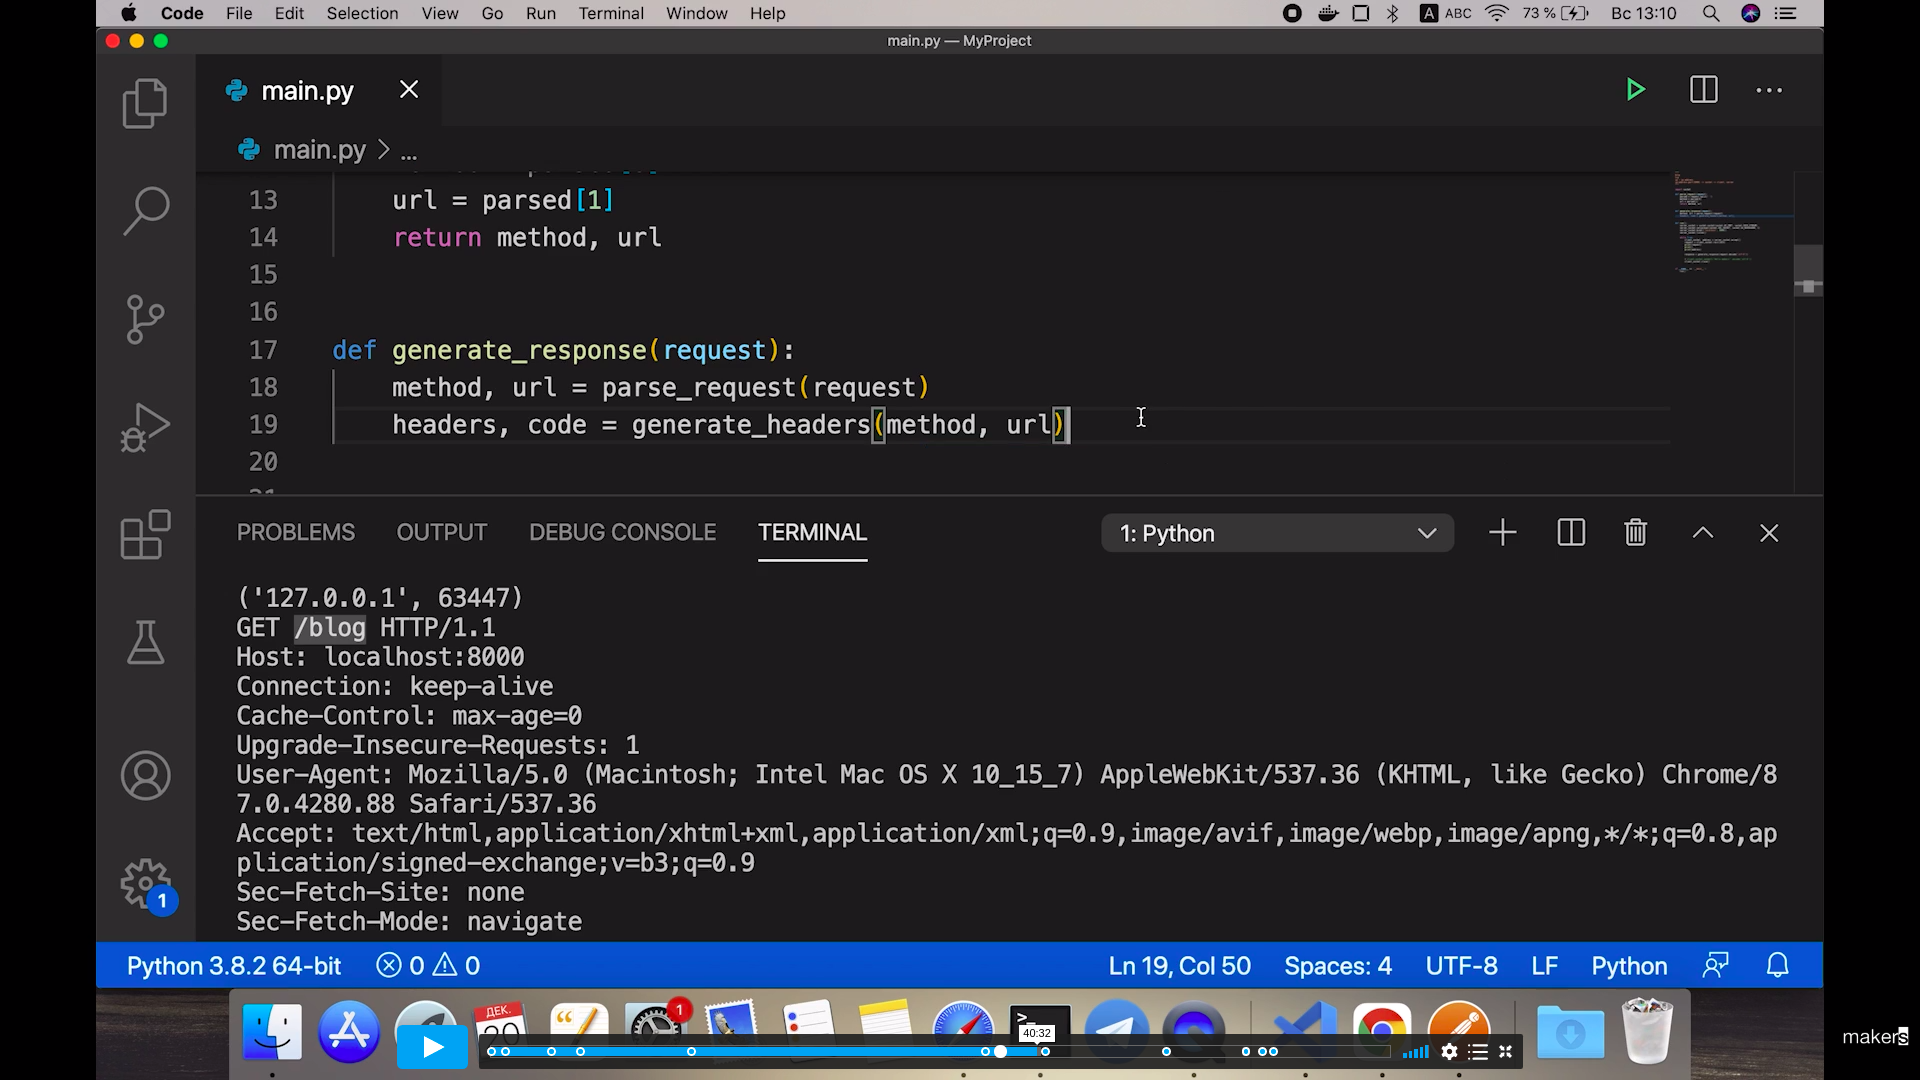 Code File Edit Selection View Go Run Terminal Window Help A ABC 73 % Вс 13:10
main.py — MyProject
main.py
main.py > ...
13 url = parsed[1]
14 return method, url
15
16
17 def generate_response(request):
18 method, url = parse_request(request)
19 headers, code = generate_headers(method, url)
20
21
PROBLEMS OUTPUT DEBUG CONSOLE TERMINAL 1: Python
('127.0.0.1', 63447)
GET /blog HTTP/1.1
Host: localhost:8000
Connection: keep-alive
Cache-Control: max-age=0
Upgrade-Insecure-Requests: 1
User-Agent: Mozilla/5.0 (Macintosh; Intel Mac OS X 10_15_7) AppleWebKit/537.36 (KHTML, like Gecko) Chrome/8
7.0.4280.88 Safari/537.36
Accept: text/html,application/xhtml+xml,application/xml;q=0.9,image/avif,image/webp,image/apng,*/*;q=0.8,ap
plication/signed-exchange;v=b3;q=0.9
Sec-Fetch-Site: none
Sec-Fetch-Mode: navigate
1
Python 3.8.2 64-bit 0 0 Ln 19, Col 50 Spaces: 4 UTF-8 LF Python
ДЕК. 1
40:32
makers